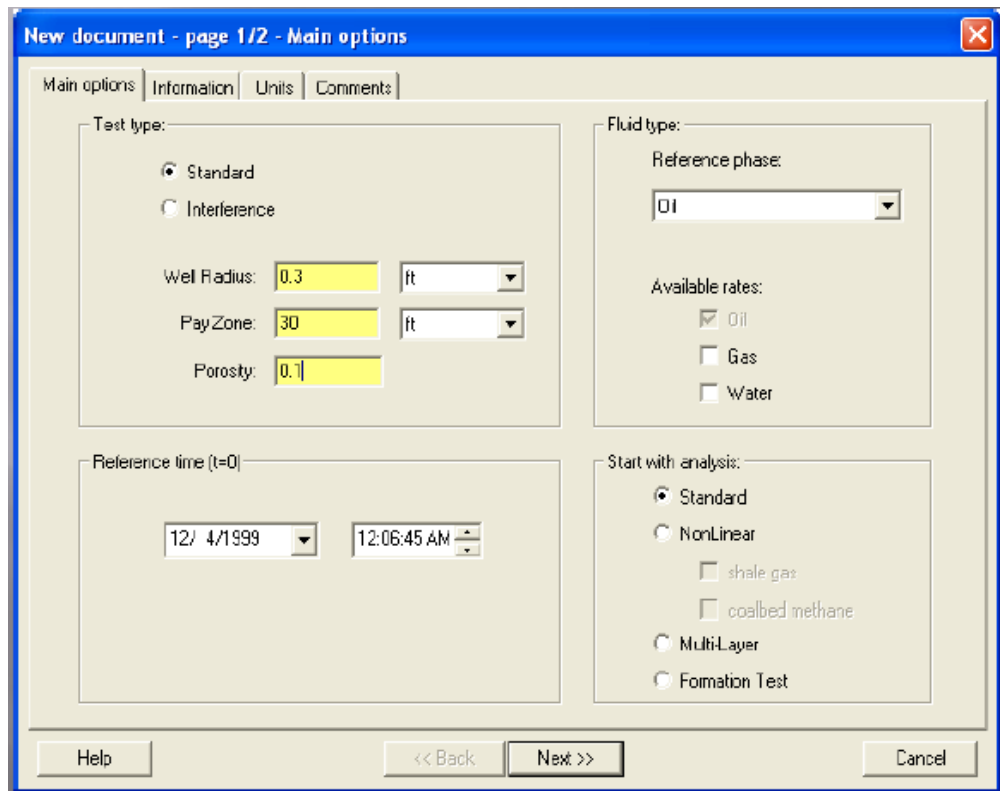 New document - page 1/2 - Main options
Main options Information Units Comments
Test type:
Standard
Interference
Well Radius: 0.3 ft
Pay Zone: 30 ft
Porosity: 0.1
Fluid type:
Reference phase:
Oil
Available rates:
Oil
Gas
Water
Reference time (t=0)
12/ 4/1999 12:06:45 AM
Start with analysis:
Standard
NonLinear
shale gas
coalbed methane
Multi-Layer
Formation Test
Help << Back Next >> Cancel